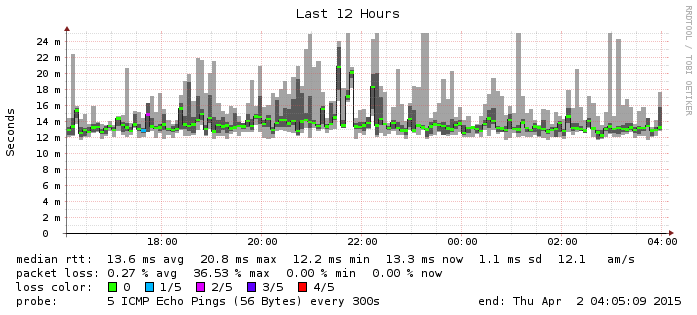 Last 12 Hours
RRDTOOL / TOBI OETIKER
Seconds
24 m
22 m
20 m
18 m
16 m
14 m
12 m
10 m
8 m
6 m
4 m
2 m
0
18:00 20:00 22:00 00:00 02:00 04:00
median rtt: 13.6 ms avg 20.8 ms max 12.2 ms min 13.3 ms now 1.1 ms sd 12.1 am/s
packet loss: 0.27 % avg 36.53 % max 0.00 % min 0.00 % now
loss color: 0 1/5 2/5 3/5 4/5
probe: 5 ICMP Echo Pings (56 Bytes) every 300s end: Thu Apr 2 04:05:09 2015